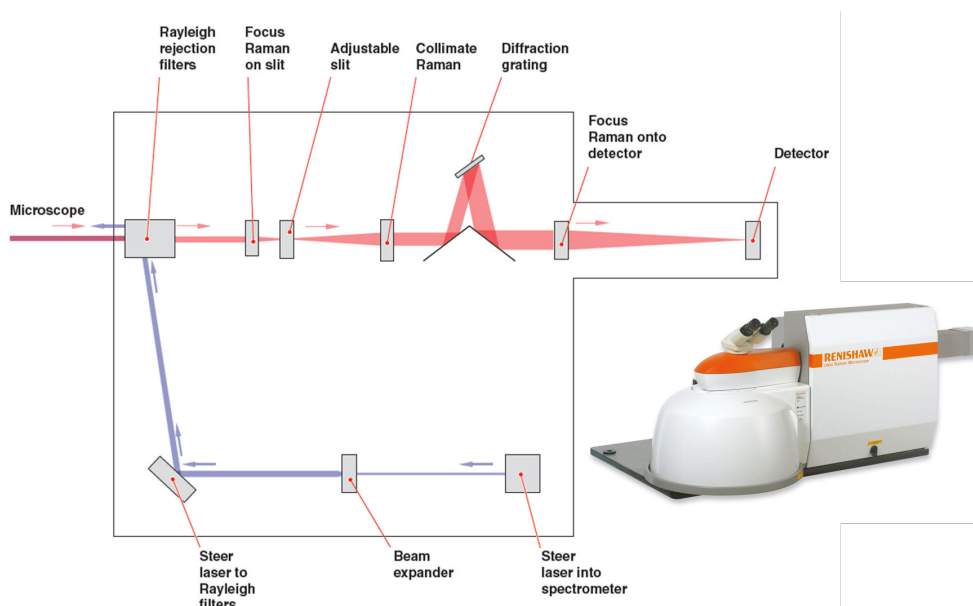 Rayleigh
rejection
filters
Focus
Raman
on slit
Adjustable
slit
Collimate
Raman
Diffraction
grating
Focus
Raman onto
detector
Detector
Microscope
RENISHAW
Steer
laser to
Rayleigh
filters
Beam
expander
Steer
laser into
spectrometer